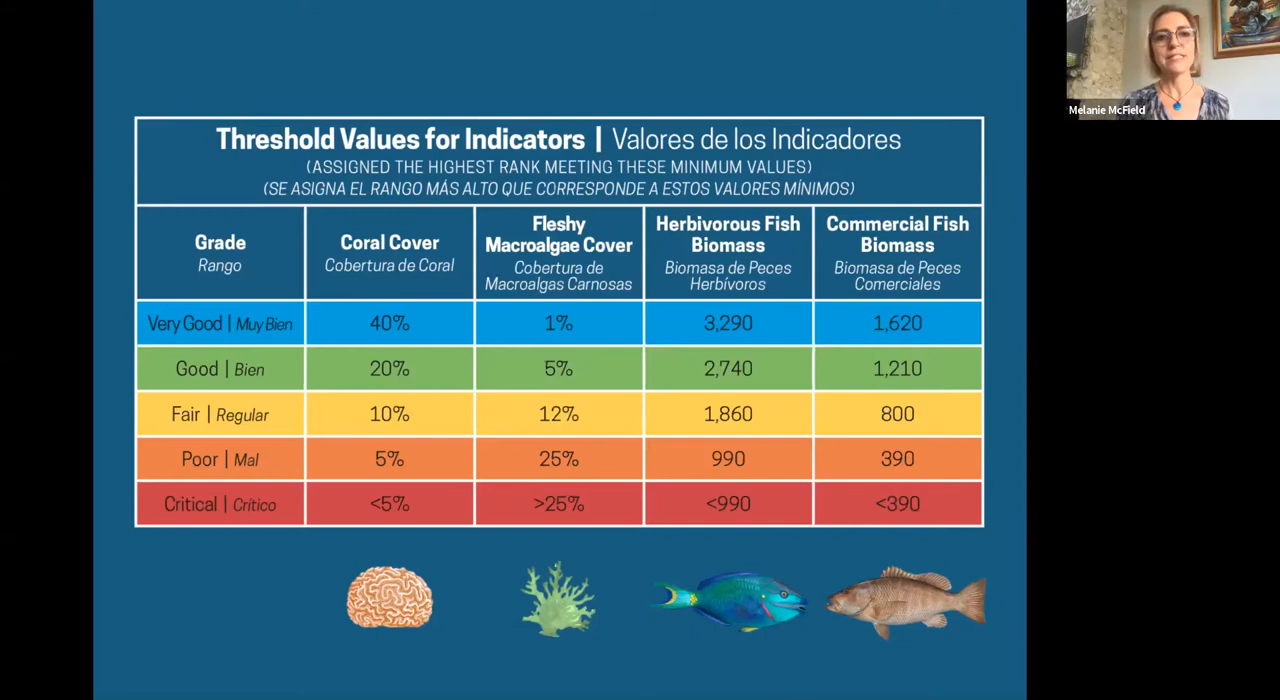 Melanie McField
Threshold Values for Indicators | Valores de los Indicadores
(ASSIGNED THE HIGHEST RANK MEETING THESE MINIMUM VALUES)
(SE ASIGNA EL RANGO MÁS ALTO QUE CORRESPONDE A ESTOS VALORES MÍNIMOS)
Grade
Rango
Coral Cover
Cobertura de Coral
Fleshy
Macroalgae Cover
Cobertura de
Macroalgas Carnosas
Herbivorous Fish
Biomass
Biomasa de Peces
Herbívoros
Commercial Fish
Biomass
Biomasa de Peces
Comerciales
Very Good | Muy Bien 40% 1% 3,290 1,620
Good | Bien 20% 5% 2,740 1,210
Fair | Regular 10% 12% 1,860 800
Poor | Mal 5% 25% 990 390
Critical | Crítico <5% >25% <990 <390